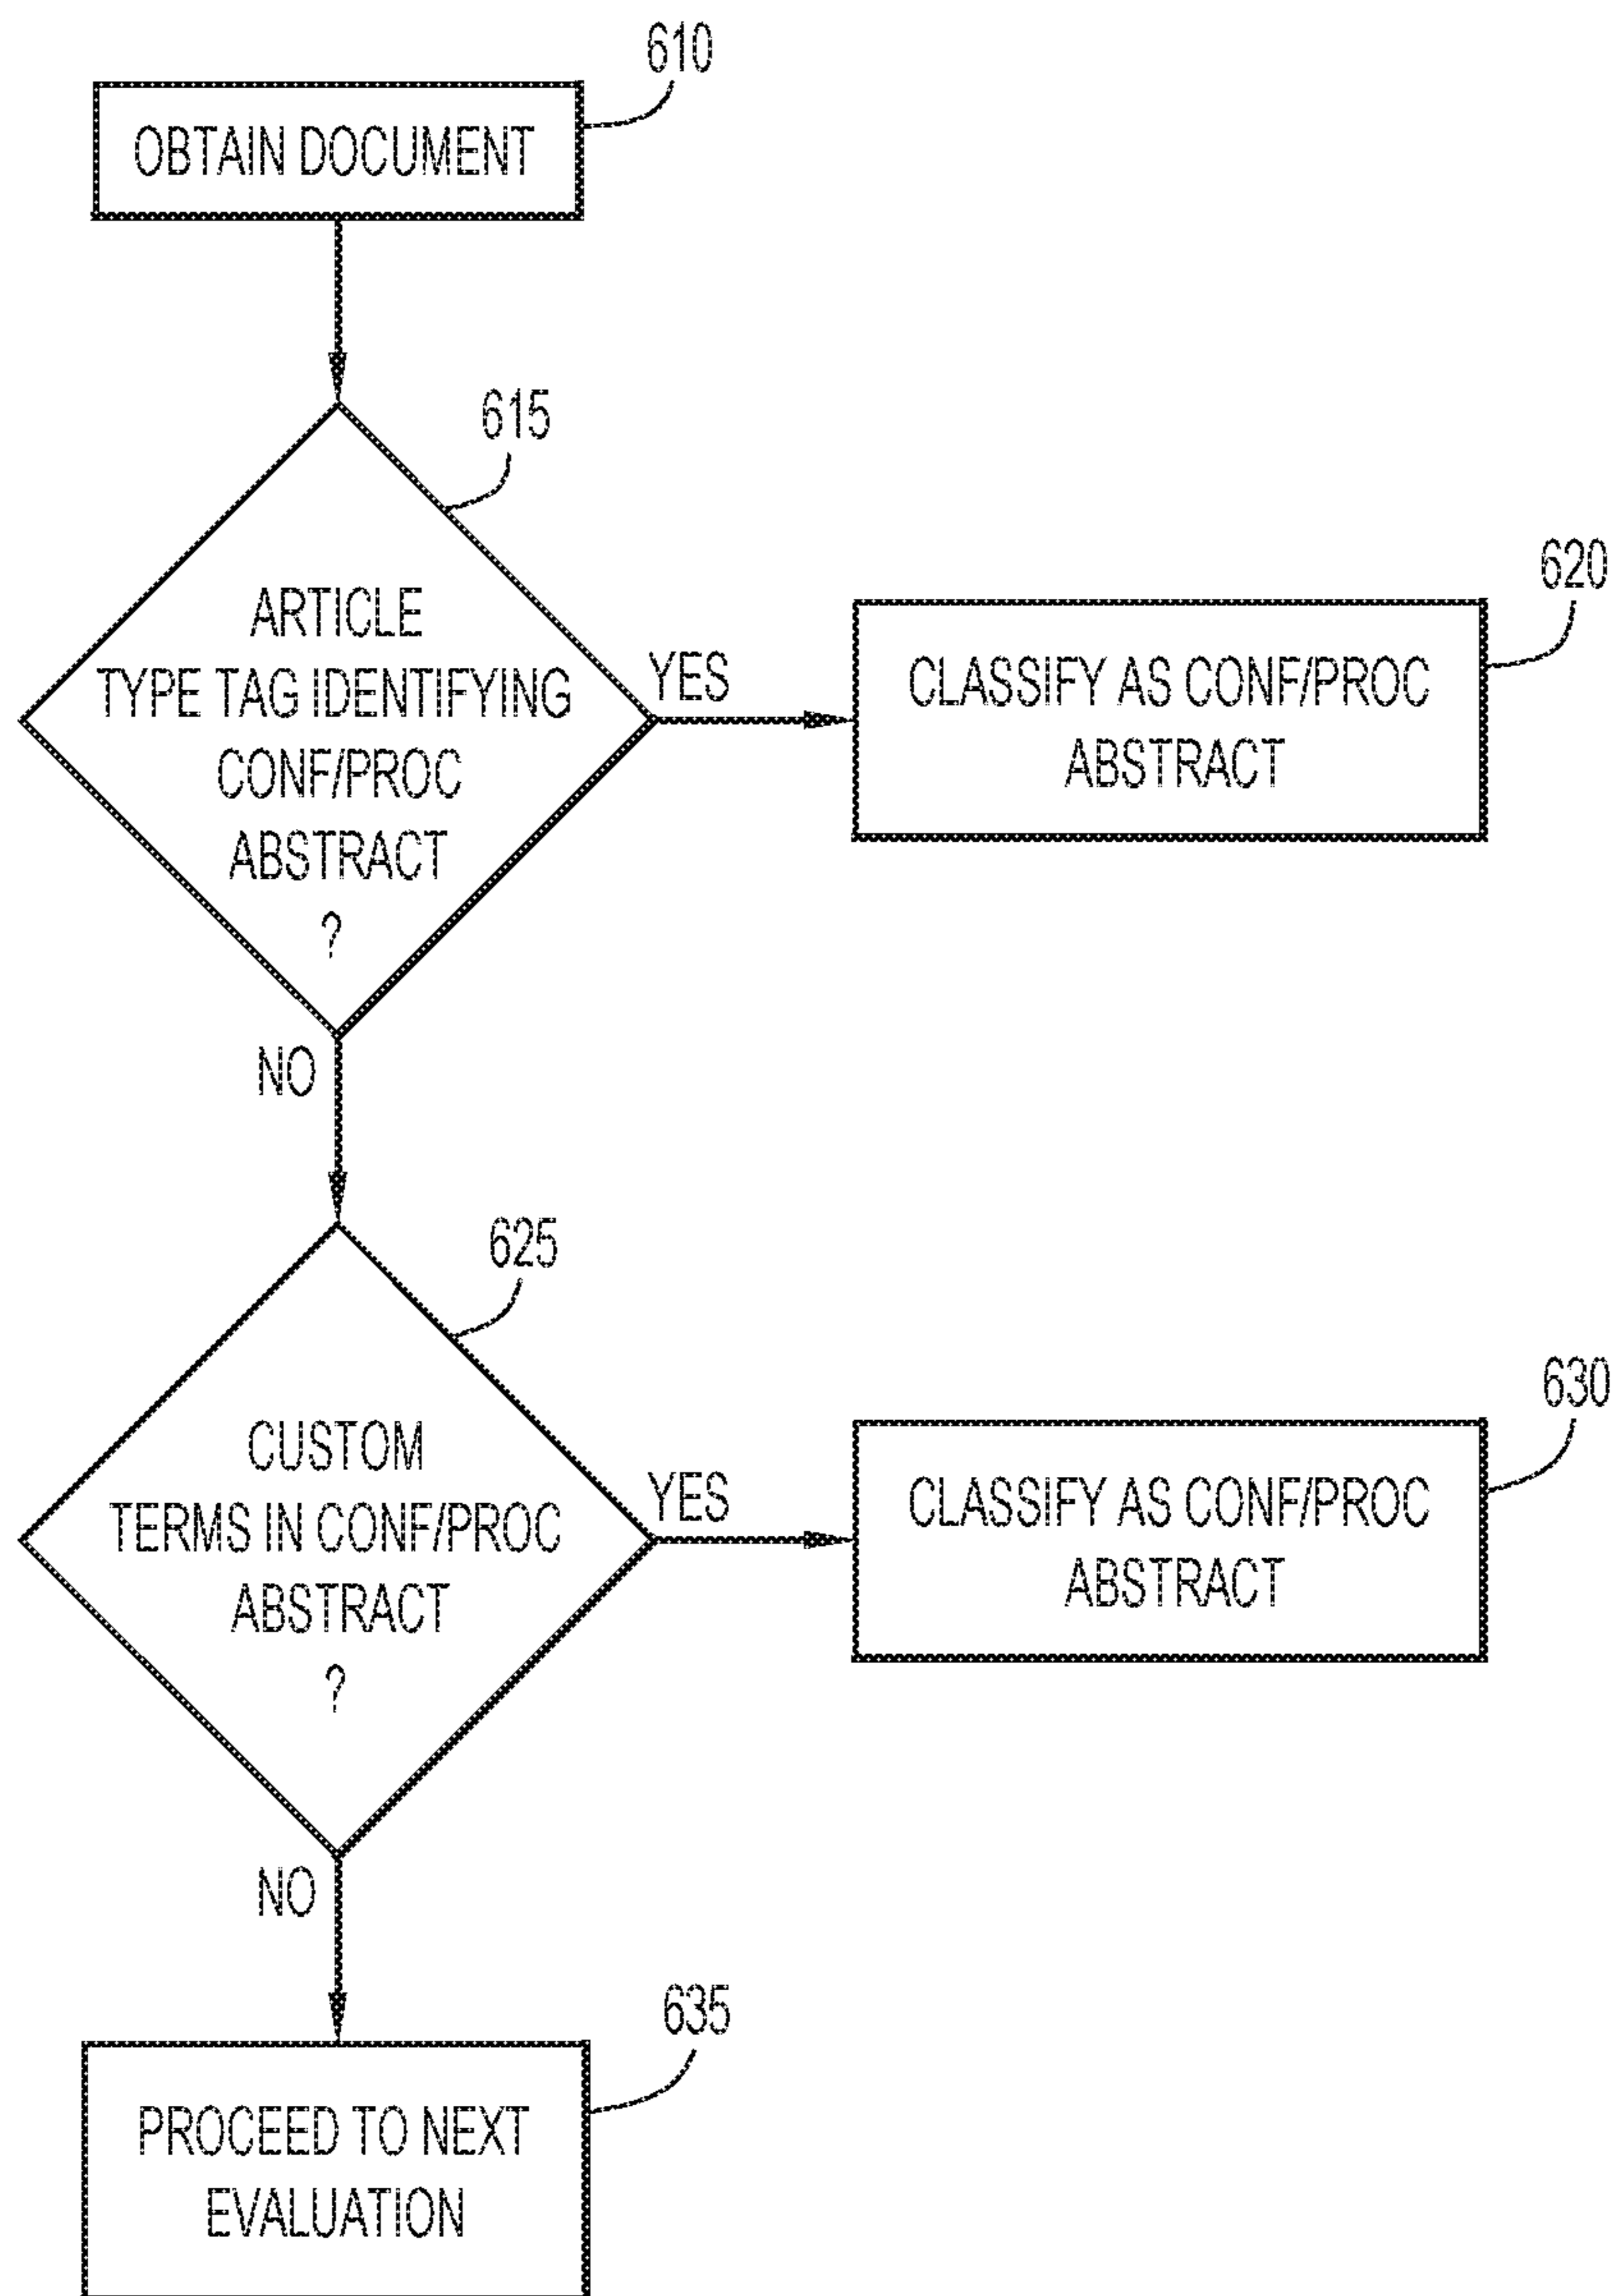 610
OBTAIN DOCUMENT
615
ARTICLE
TYPE TAG IDENTIFYING
CONF/PROC
ABSTRACT
?
YES
620
CLASSIFY AS CONF/PROC
ABSTRACT
NO
625
CUSTOM
TERMS IN CONF/PROC
ABSTRACT
?
YES
630
CLASSIFY AS CONF/PROC
ABSTRACT
NO
635
PROCEED TO NEXT
EVALUATION